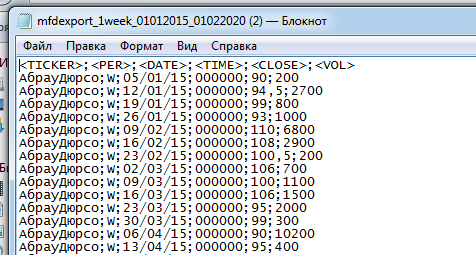 mfdexport_1week_01012015_01022020 (2) — Блокнот
Файл Правка Формат Вид Справка
<TICKER>;<PER>;<DATE>;<TIME>;<CLOSE>;<VOL>
АбрауДюрсо;W;05/01/15;000000;90;200
АбрауДюрсо;W;12/01/15;000000;94,5;2700
АбрауДюрсо;W;19/01/15;000000;99;800
АбрауДюрсо;W;26/01/15;000000;93;1000
АбрауДюрсо;W;09/02/15;000000;110;6800
АбрауДюрсо;W;16/02/15;000000;108;2900
АбрауДюрсо;W;23/02/15;000000;100,5;200
АбрауДюрсо;W;02/03/15;000000;106;700
АбрауДюрсо;W;09/03/15;000000;100;1100
АбрауДюрсо;W;16/03/15;000000;106;1500
АбрауДюрсо;W;23/03/15;000000;95;2000
АбрауДюрсо;W;30/03/15;000000;99;300
АбрауДюрсо;W;06/04/15;000000;90;10200
АбрауДюрсо;W;13/04/15;000000;95;400